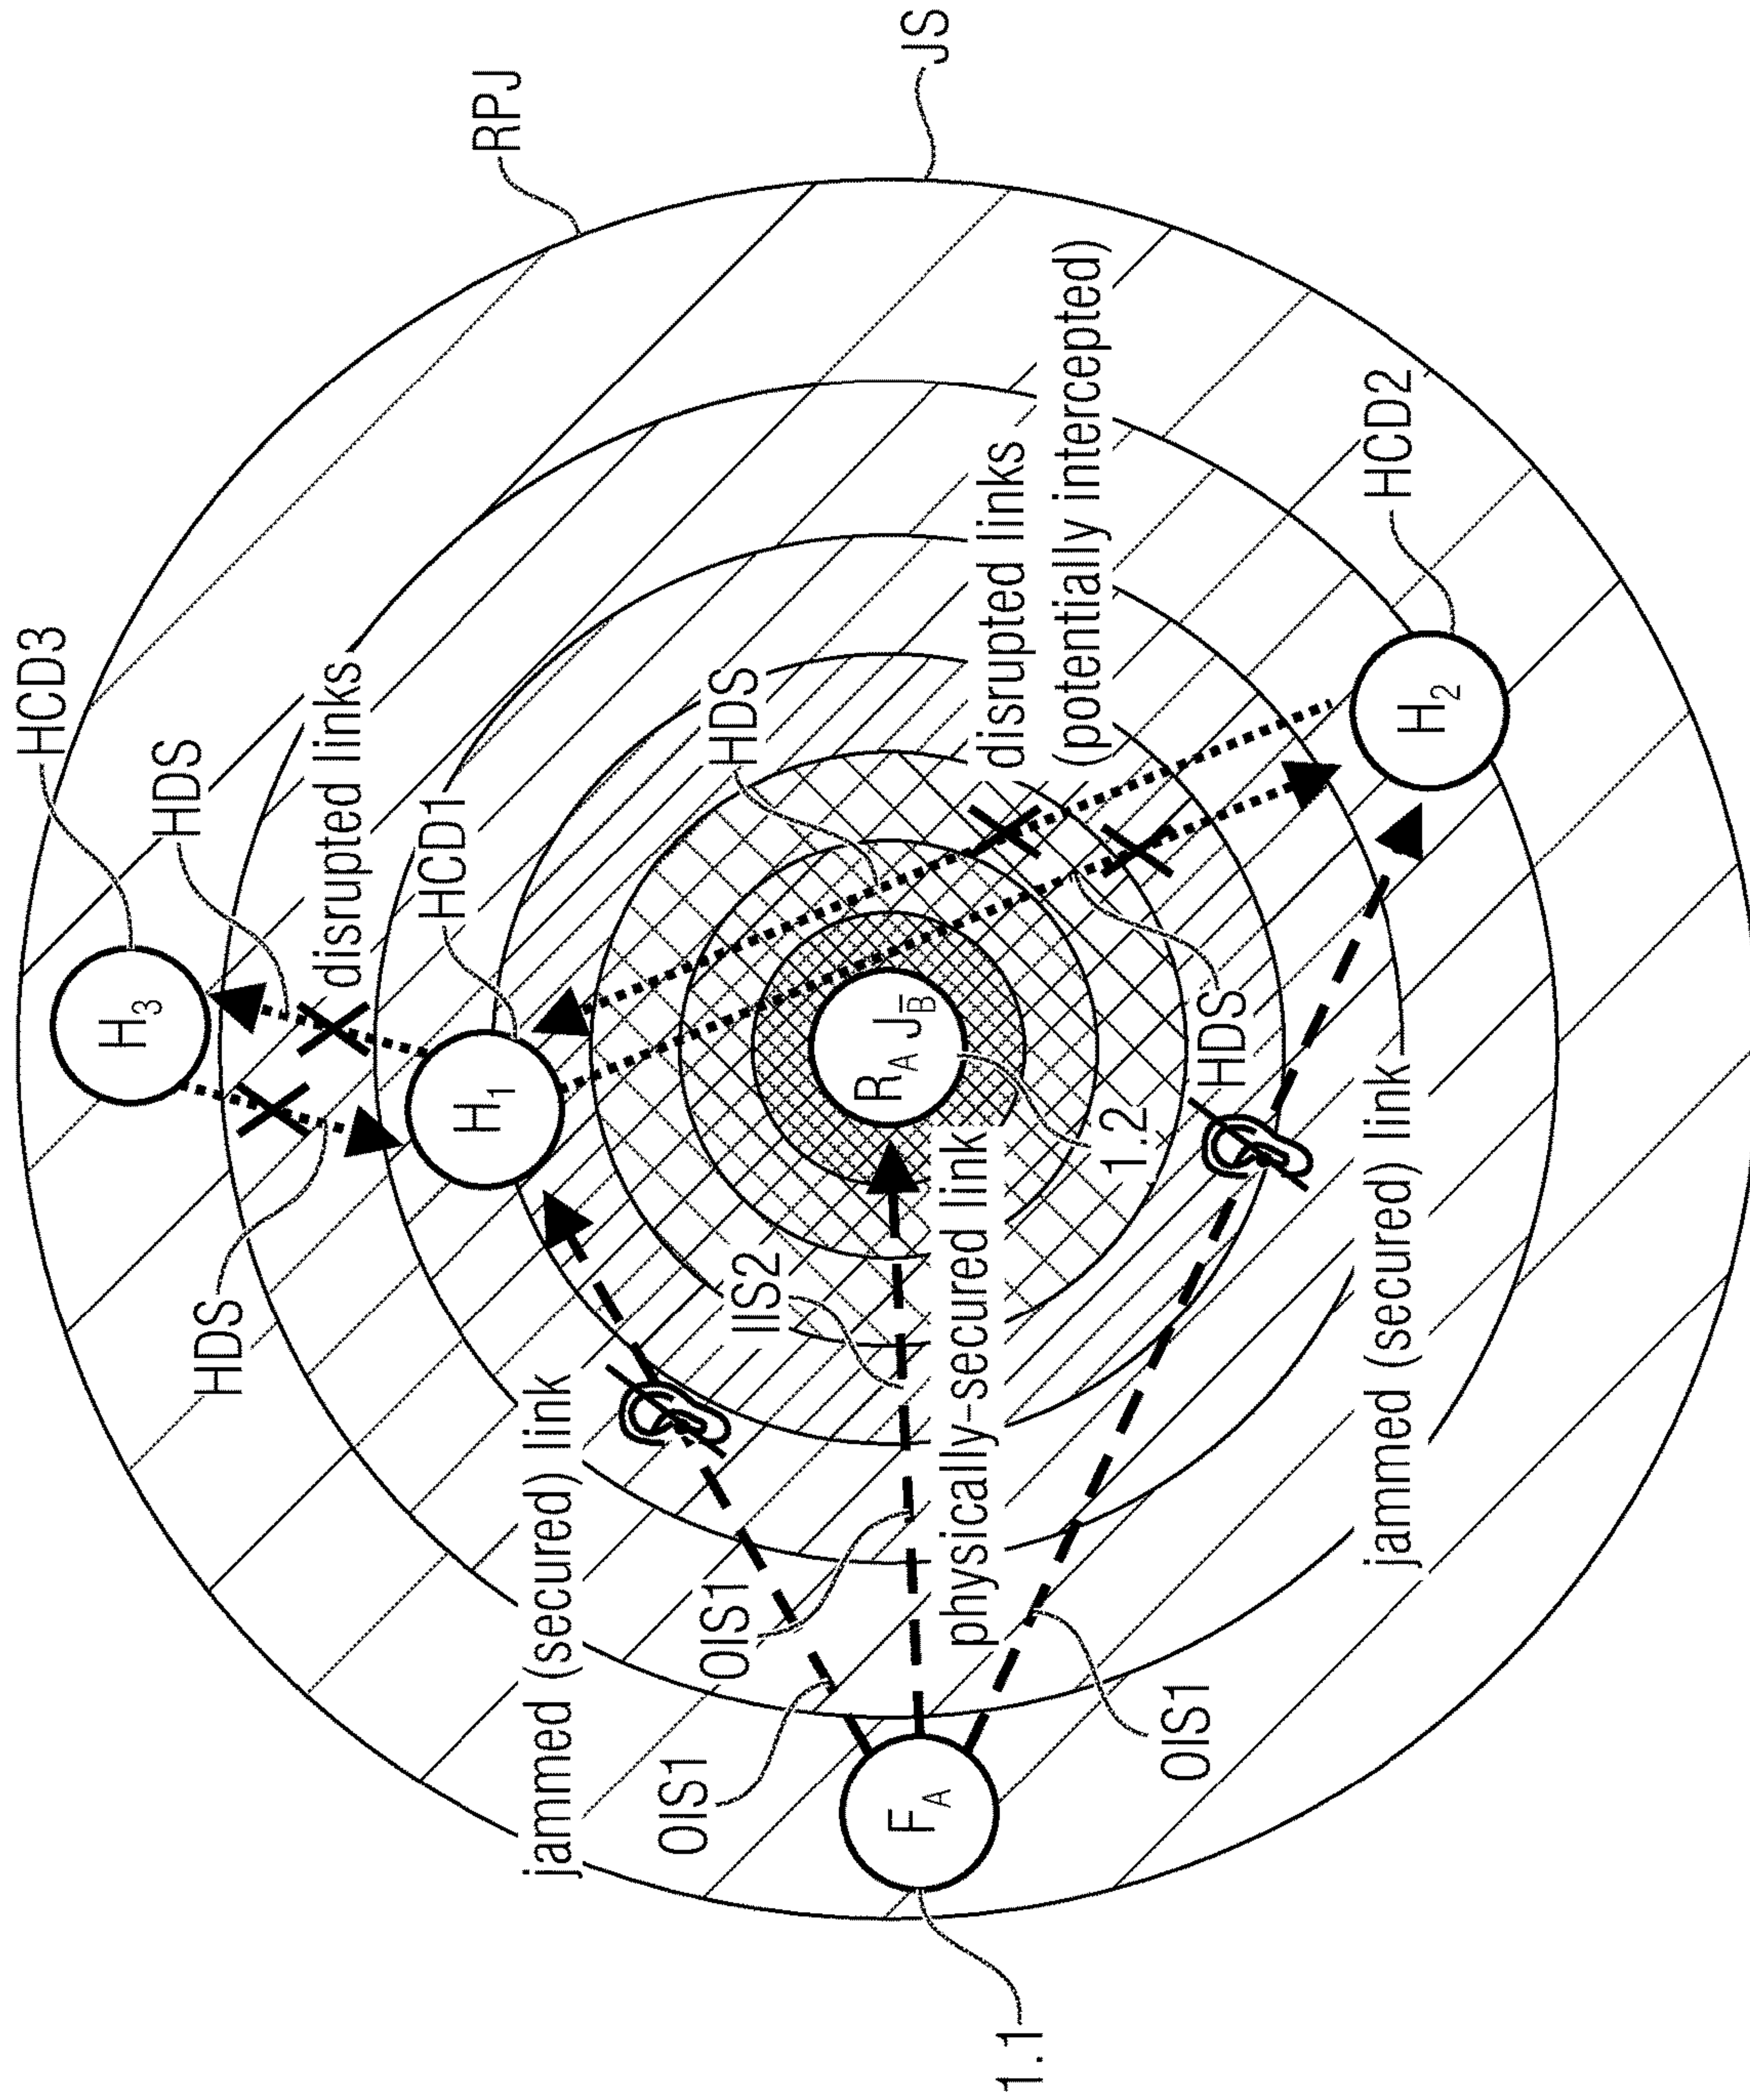 HCD3
HDS
disrupted links
HDS
HCD1
RPJ
JS
H3
H1
HDS
disrupted links
(potentially intercepted)
HCD2
H2
RA JB̅
1.2
HDS
IIS2
physically-secured link
jammed (secured) link
OIS1
OIS1
OIS1
jammed (secured) link
FA
1.1